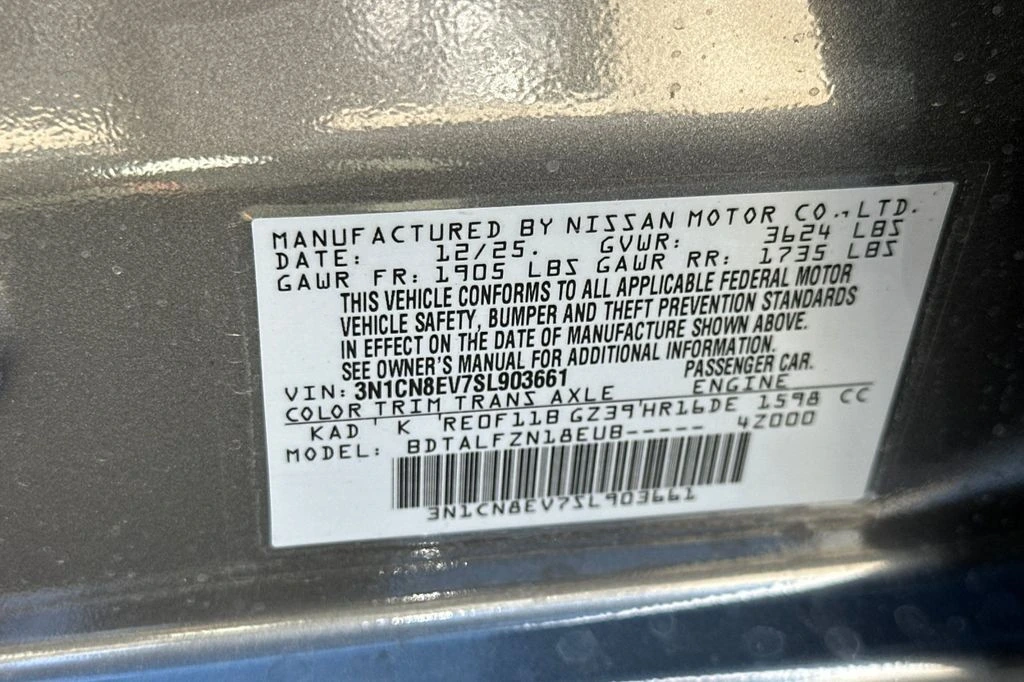 MANUFACTURED BY NISSAN MOTOR CO.,LTD.
DATE: 12/25. GVWR: 3624 LBS
GAWR FR: 1905 LBS GAWR RR: 1735 LBS
THIS VEHICLE CONFORMS TO ALL APPLICABLE FEDERAL MOTOR
VEHICLE SAFETY, BUMPER AND THEFT PREVENTION STANDARDS
IN EFFECT ON THE DATE OF MANUFACTURE SHOWN ABOVE.
SEE OWNER'S MANUAL FOR ADDITIONAL INFORMATION.
VIN: 3N1CN8EV7SL903661 PASSENGER CAR.
COLOR TRIM TRANS AXLE ENGINE
KAD K RE0F11B GZ39 HR16DE 1598 CC
MODEL: BDTALFZN18EUB----- 4Z000
3N1CN8EV7SL903661